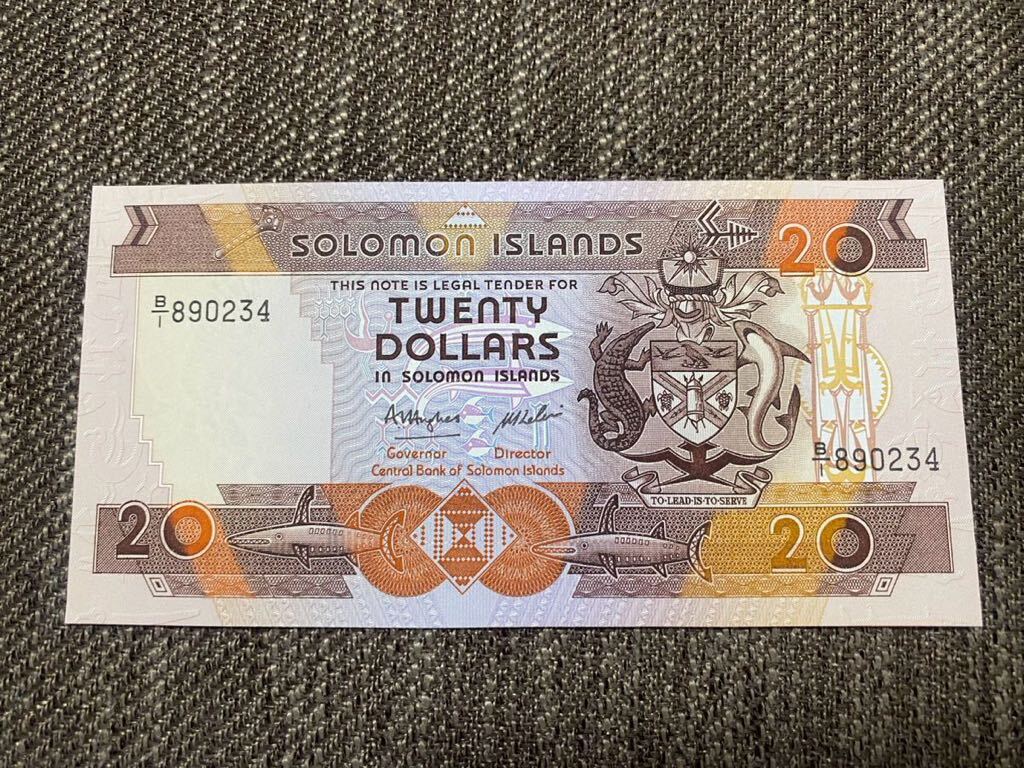 SOLOMON ISLANDS
20
THIS NOTE IS LEGAL TENDER FOR
B/1 890234
TWENTY
DOLLARS
IN SOLOMON ISLANDS
Governor Director
Central Bank of Solomon Islands
B/1 890234
TO-LEAD-IS-TO-SERVE
20 20